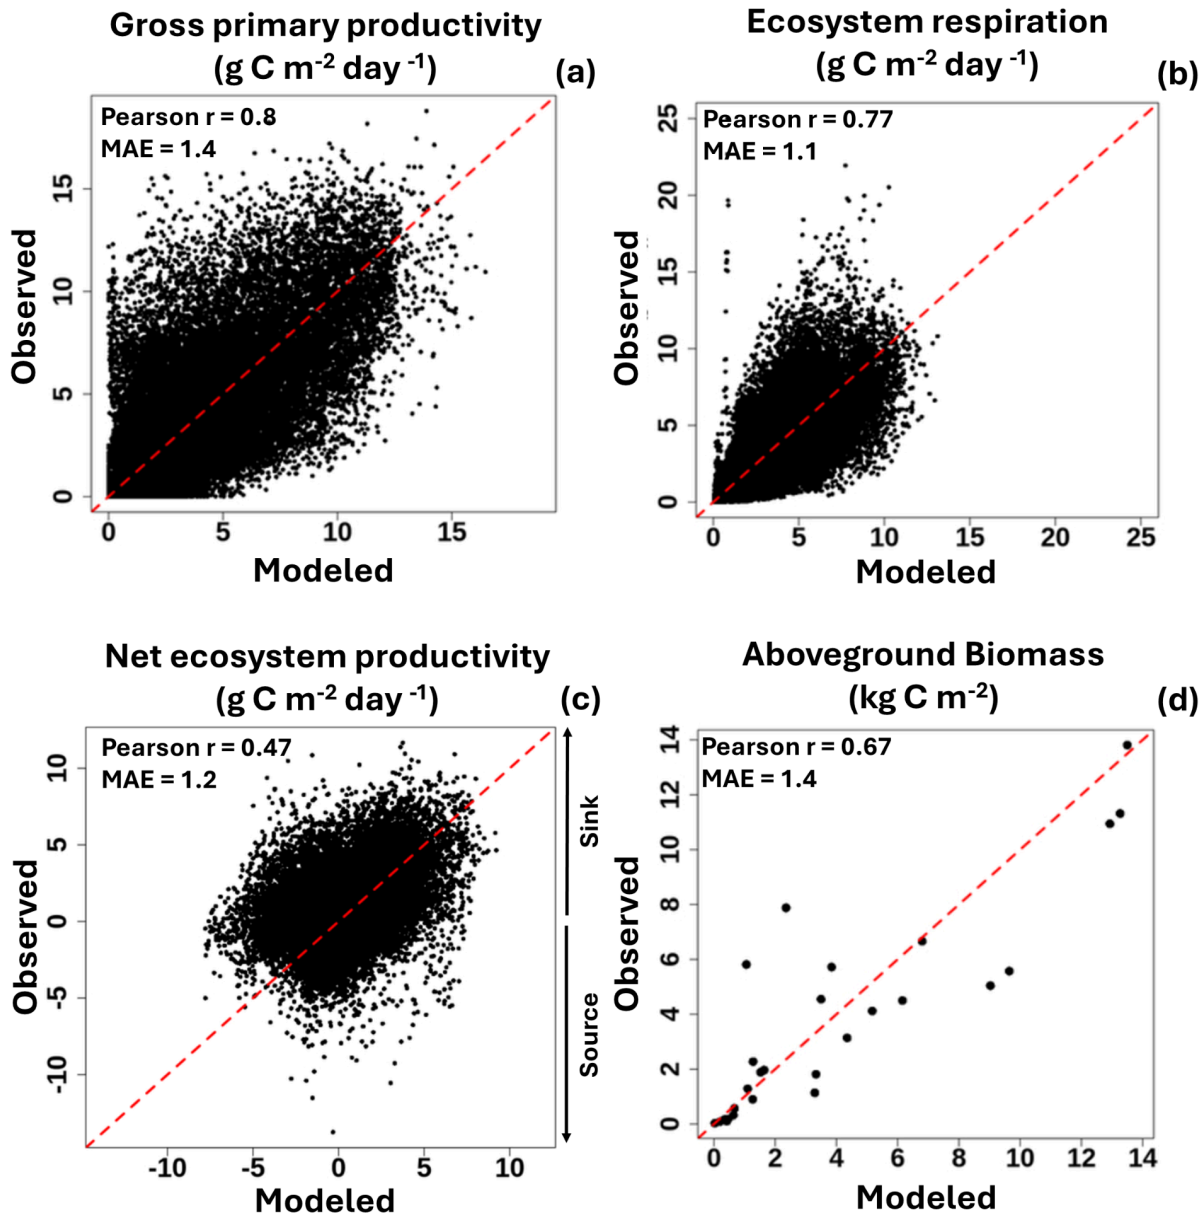 Gross primary productivity
(g C m-2 day -1)
(a)
Pearson r = 0.8
MAE = 1.4
Observed
15
10
5
0
0 5 10 15
Modeled
Ecosystem respiration
(g C m-2 day -1)
(b)
Pearson r = 0.77
MAE = 1.1
Observed
25
20
15
10
5
0
0 5 10 15 20 25
Modeled
Net ecosystem productivity
(g C m-2 day -1)
(c)
Pearson r = 0.47
MAE = 1.2
Observed
10
5
0
-5
-10
-10 -5 0 5 10
Modeled
Sink
Source
Aboveground Biomass
(kg C m-2)
(d)
Pearson r = 0.67
MAE = 1.4
Observed
14
12
10
8
6
4
2
0
0 2 4 6 8 10 12 14
Modeled